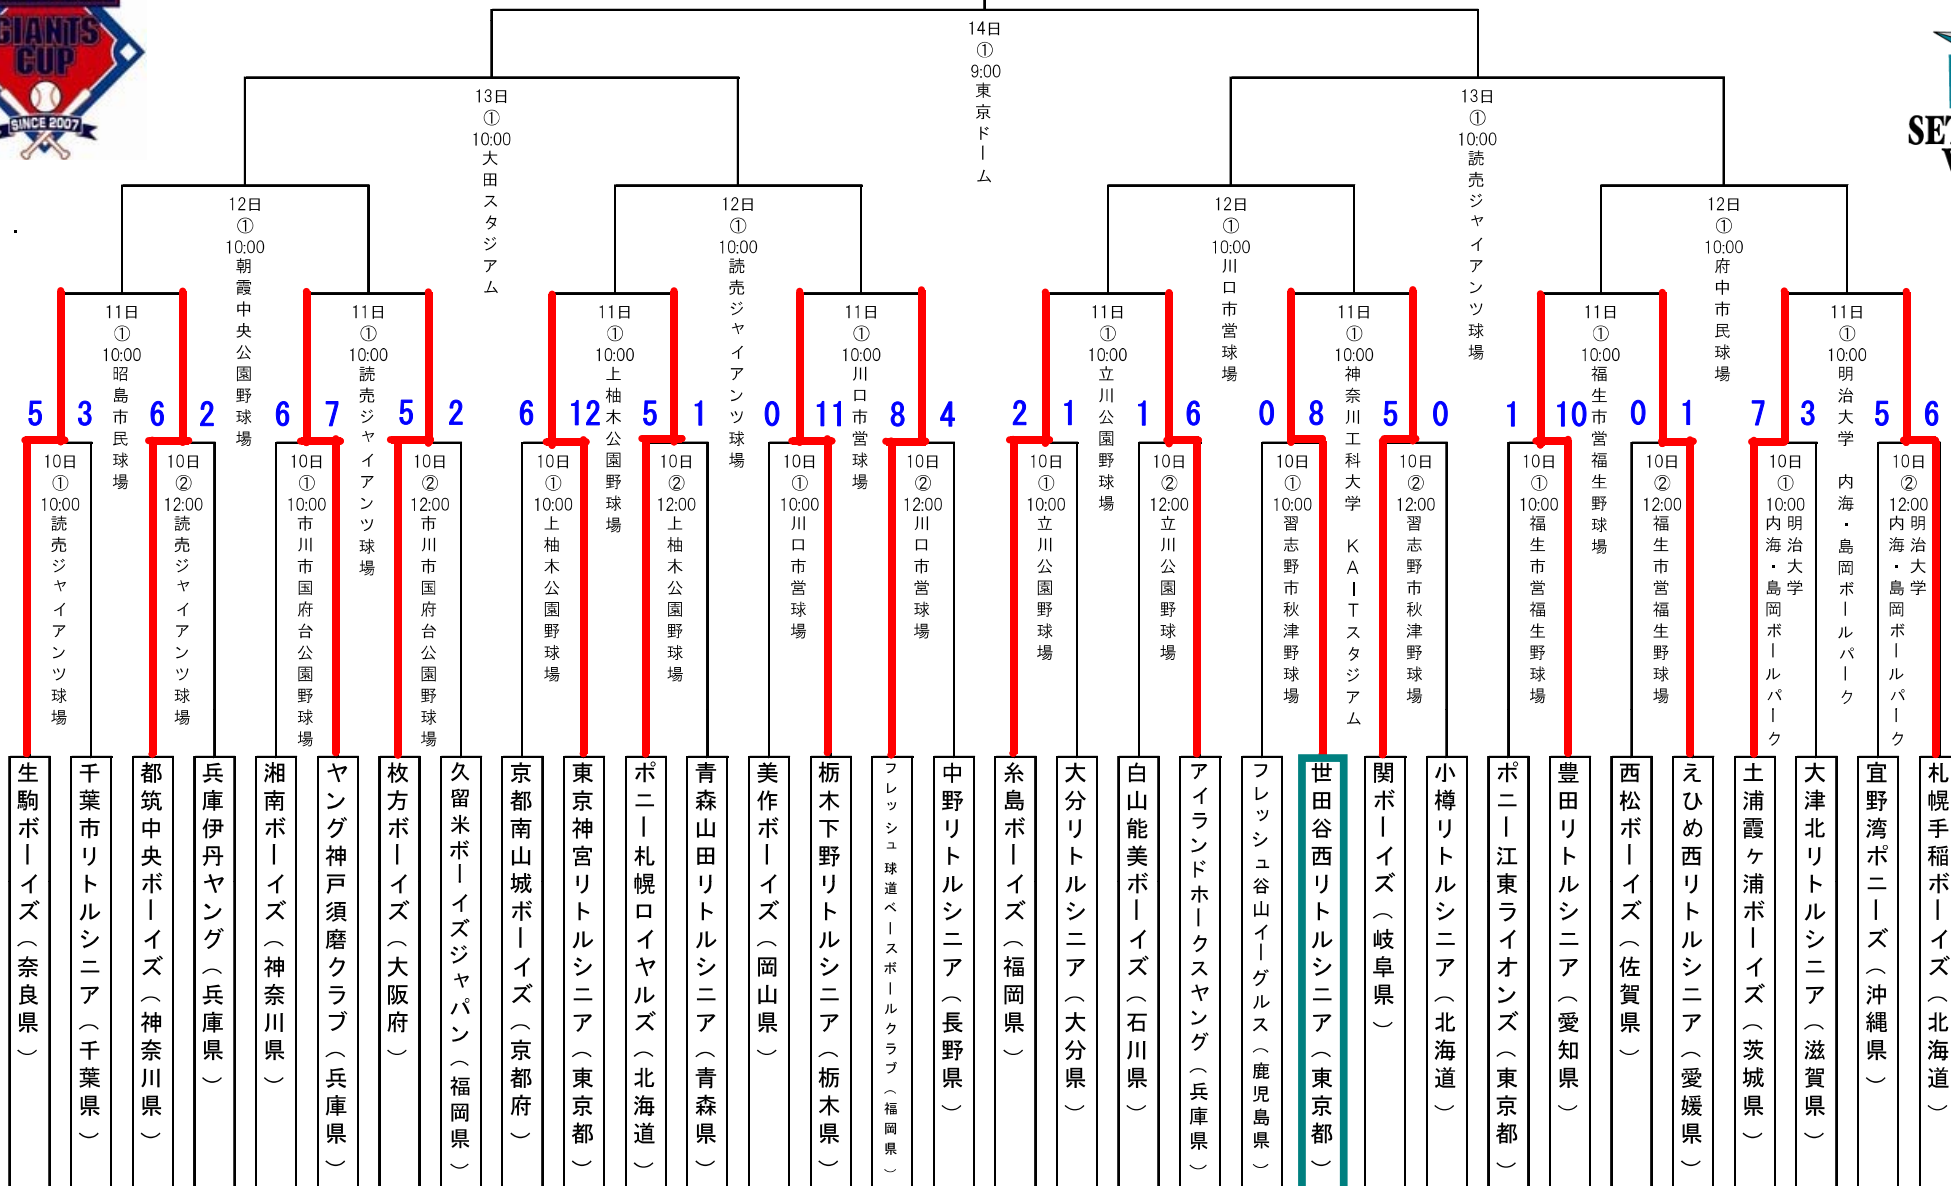 GIANTS
CUP
SINCE 2007
14日
①
9:00
東京ドーム
13日
①
10:00
大田スタジアム
13日
①
10:00
読売ジャイアンツ球場
12日
①
10:00
朝霞中央公園野球場
12日
①
10:00
読売ジャイアンツ球場
12日
①
10:00
川口市営球場
12日
①
10:00
府中市民球場
11日
①
10:00
昭島市民球場
11日
①
10:00
読売ジャイアンツ球場
11日
①
10:00
上柚木公園野球場
11日
①
10:00
川口市営球場
11日
①
10:00
立川公園野球場
11日
①
10:00
神奈川工科大学 KAITスタジアム
11日
①
10:00
福生市営福生野球場
11日
①
10:00
明治大学 内海・島岡ボールパーク
5 3 6 2 6 7 5 2 6 12 5 1 0 11 8 4 2 1 1 6 0 8 5 0 1 10 0 1 7 3 5 6
10日
①
10:00
読売ジャイアンツ球場
10日
②
12:00
読売ジャイアンツ球場
10日
①
10:00
市川市国府台公園野球場
10日
②
12:00
市川市国府台公園野球場
10日
①
10:00
上柚木公園野球場
10日
②
12:00
上柚木公園野球場
10日
①
10:00
川口市営球場
10日
②
12:00
川口市営球場
10日
①
10:00
立川公園野球場
10日
②
12:00
立川公園野球場
10日
①
10:00
習志野市秋津野球場
10日
②
12:00
習志野市秋津野球場
10日
①
10:00
福生市営福生野球場
10日
②
12:00
福生市営福生野球場
10日
①
10:00
明治大学
内海・島岡ボールパーク
10日
②
12:00
明治大学
内海・島岡ボールパーク
生駒ボーイズ(奈良県)
千葉市リトルシニア(千葉県)
都筑中央ボーイズ(神奈川県)
兵庫伊丹ヤング(兵庫県)
湘南ボーイズ(神奈川県)
ヤング神戸須磨クラブ(兵庫県)
枚方ボーイズ(大阪府)
久留米ボーイズジャパン(福岡県)
京都南山城ボーイズ(京都府)
東京神宮リトルシニア(東京都)
ポニー札幌ロイヤルズ(北海道)
青森山田リトルシニア(青森県)
美作ボーイズ(岡山県)
栃木下野リトルシニア(栃木県)
フレッシュ球道ベースボールクラブ(福岡県)
中野リトルシニア(長野県)
糸島ボーイズ(福岡県)
大分リトルシニア(大分県)
白山能美ボーイズ(石川県)
アイランドホークスヤング(兵庫県)
フレッシュ谷山イーグルス(鹿児島県)
世田谷西リトルシニア(東京都)
関ボーイズ(岐阜県)
小樽リトルシニア(北海道)
ポニー江東ライオンズ(東京都)
豊田リトルシニア(愛知県)
西松ボーイズ(佐賀県)
えひめ西リトルシニア(愛媛県)
土浦霞ヶ浦ボーイズ(茨城県)
大津北リトルシニア(滋賀県)
宜野湾ポニーズ(沖縄県)
札幌手稲ボーイズ(北海道)